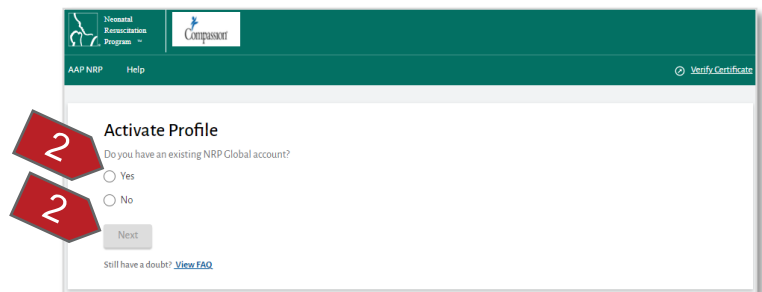 Neonatal
Resuscitation
Program ™
Compassion
AAP NRP Help Verify Certificate
Activate Profile
2
Do you have an existing NRP Global account?
Yes
No
2
Next
Still have a doubt? View FAQ